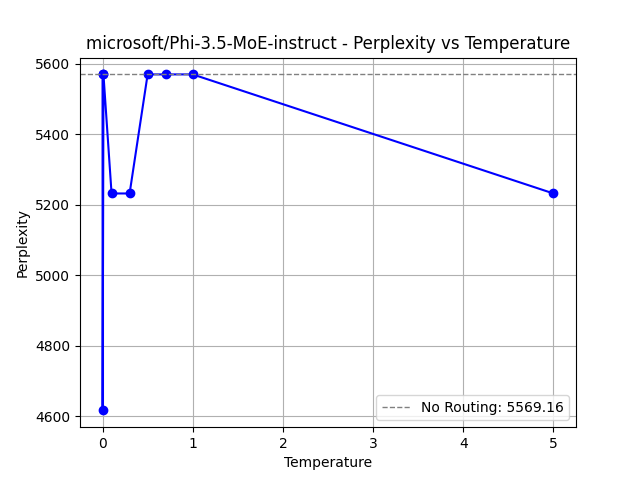 microsoft/Phi-3.5-MoE-instruct - Perplexity vs Temperature
5600
5400
5200
5000
4800
4600
Perplexity
No Routing: 5569.16
0 1 2 3 4 5
Temperature